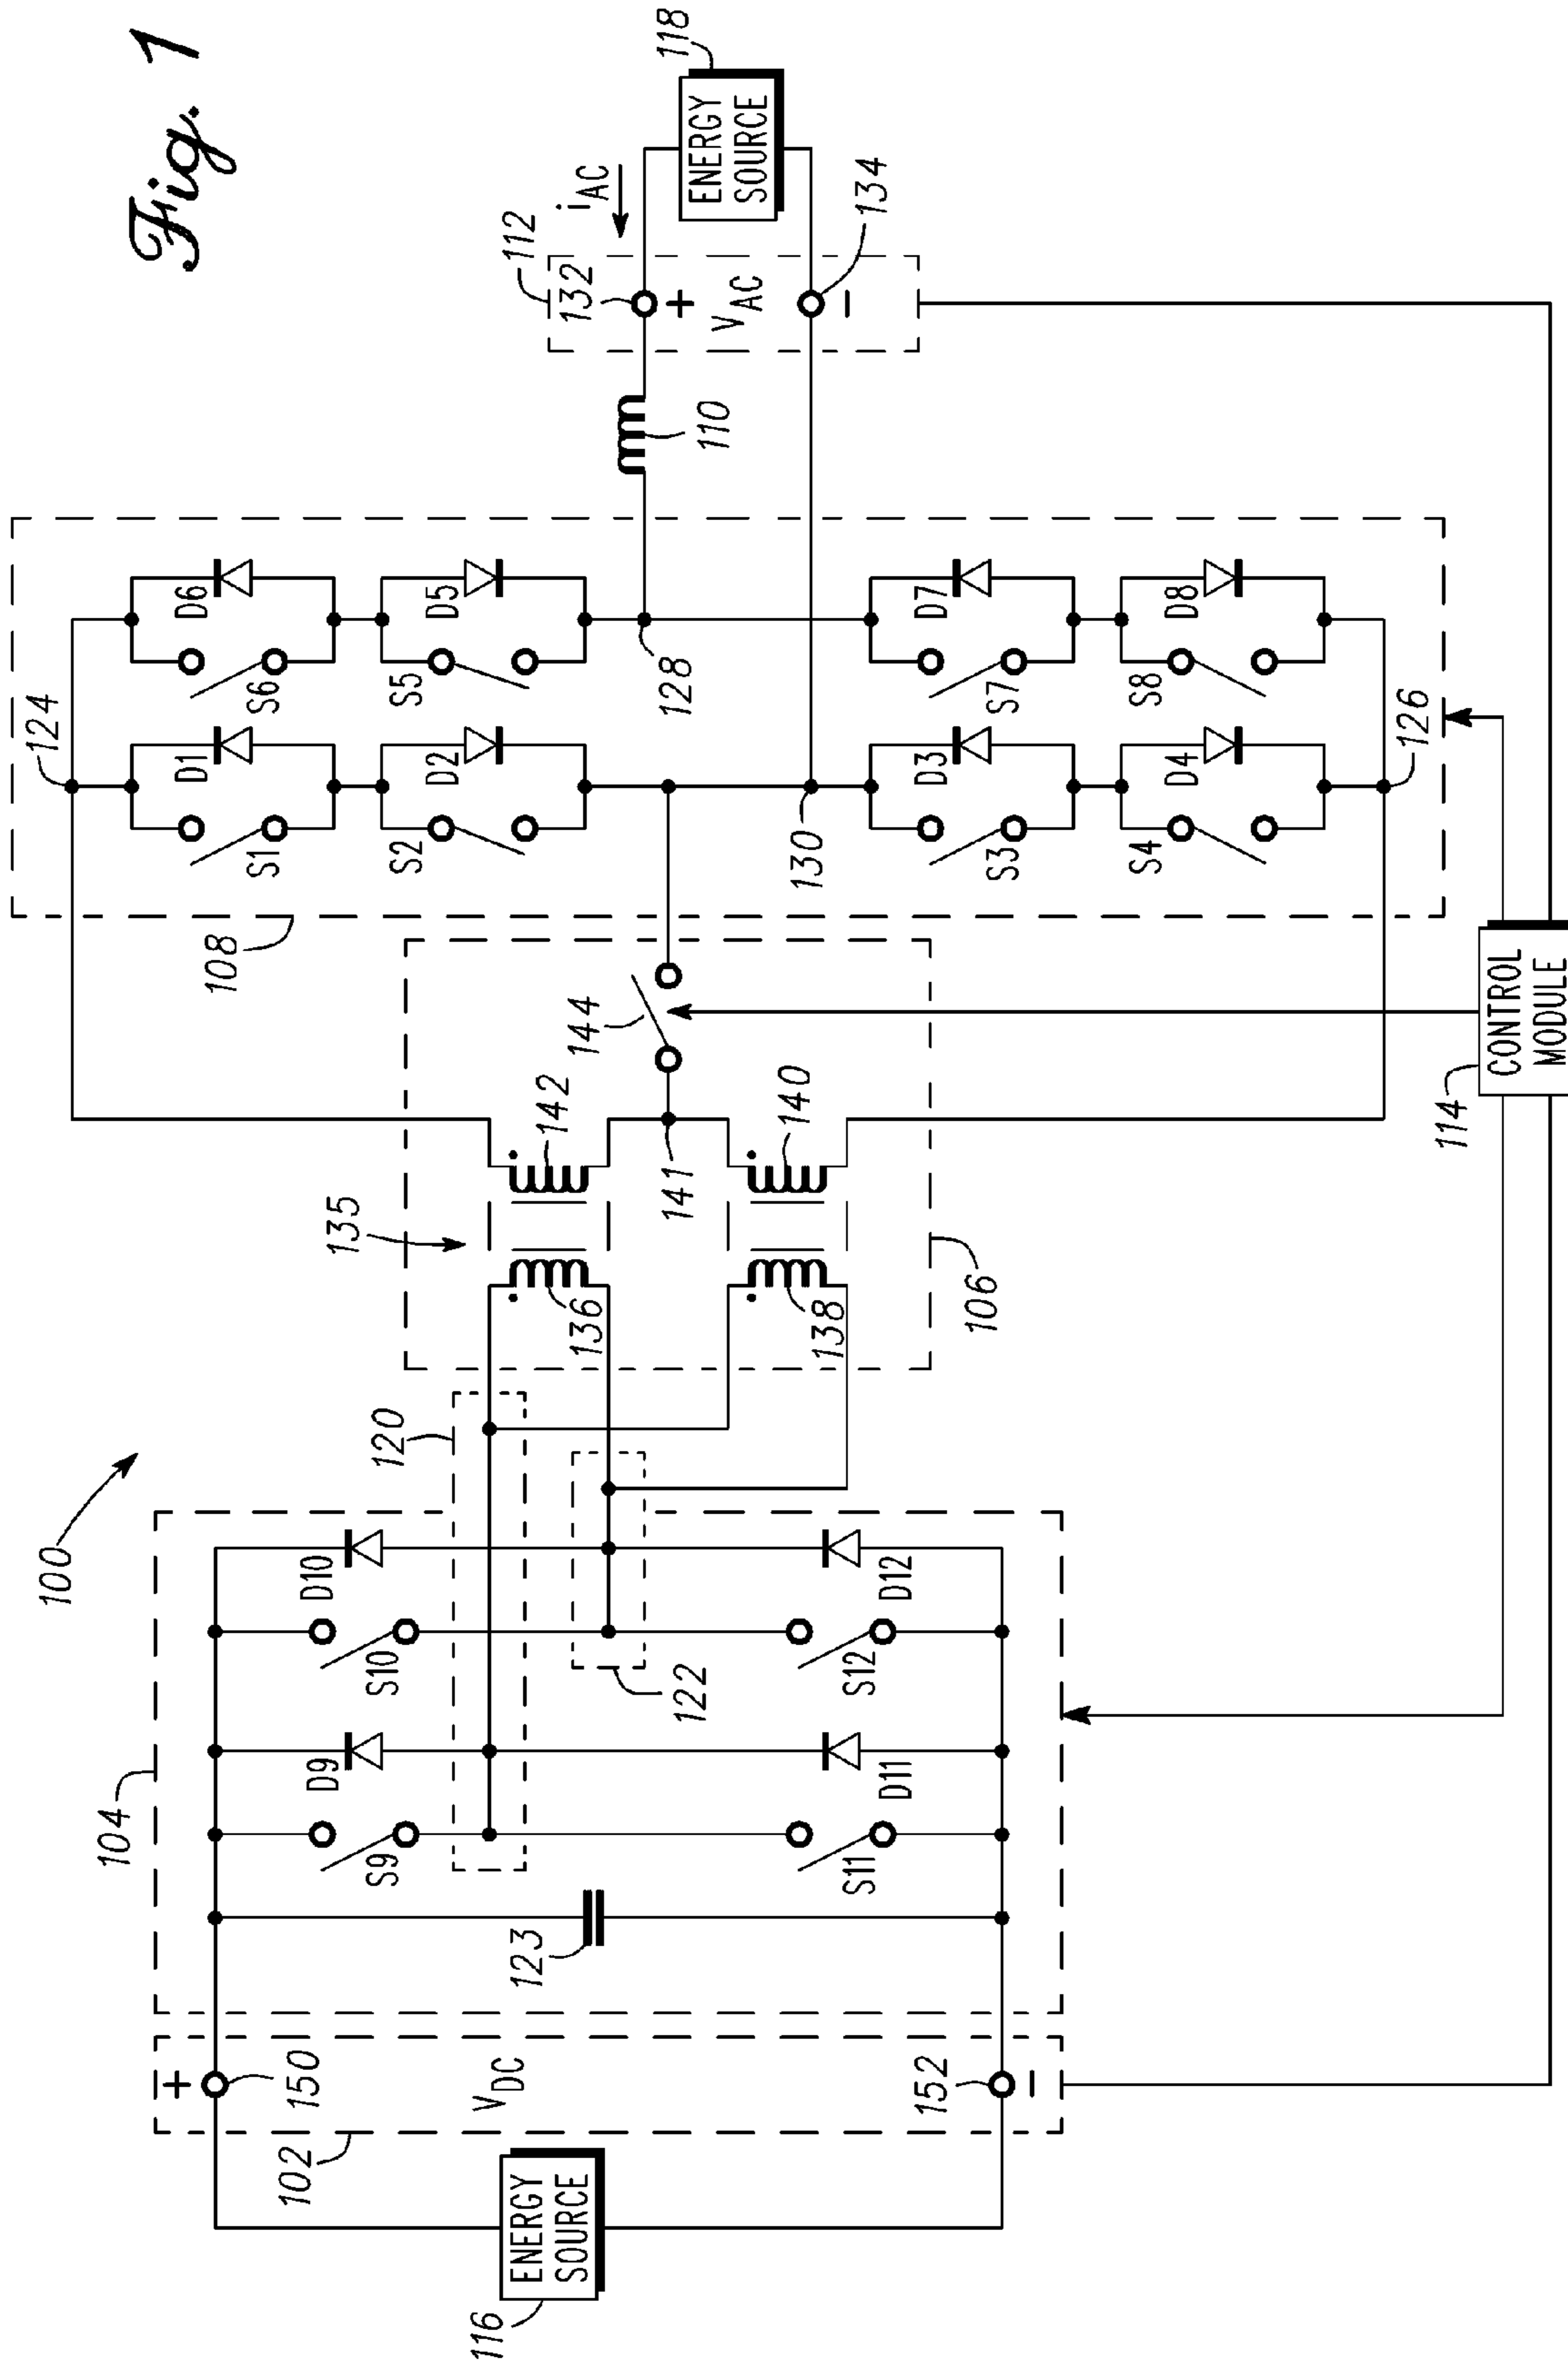 Fig. 1
100
102
104
106
108
110
112
114
116
118
120
122
123
124
126
128
130
132
134
135
136
138
140
141
142
144
150
152
ENERGY
SOURCE
+
V DC
−
S9
D9
S10
D10
S11
D11
S12
D12
S1
D1
S6
D6
S2
D2
S5
D5
S3
D3
S7
D7
S4
D4
S8
D8
i AC
+
V AC
−
ENERGY
SOURCE
CONTROL
MODULE